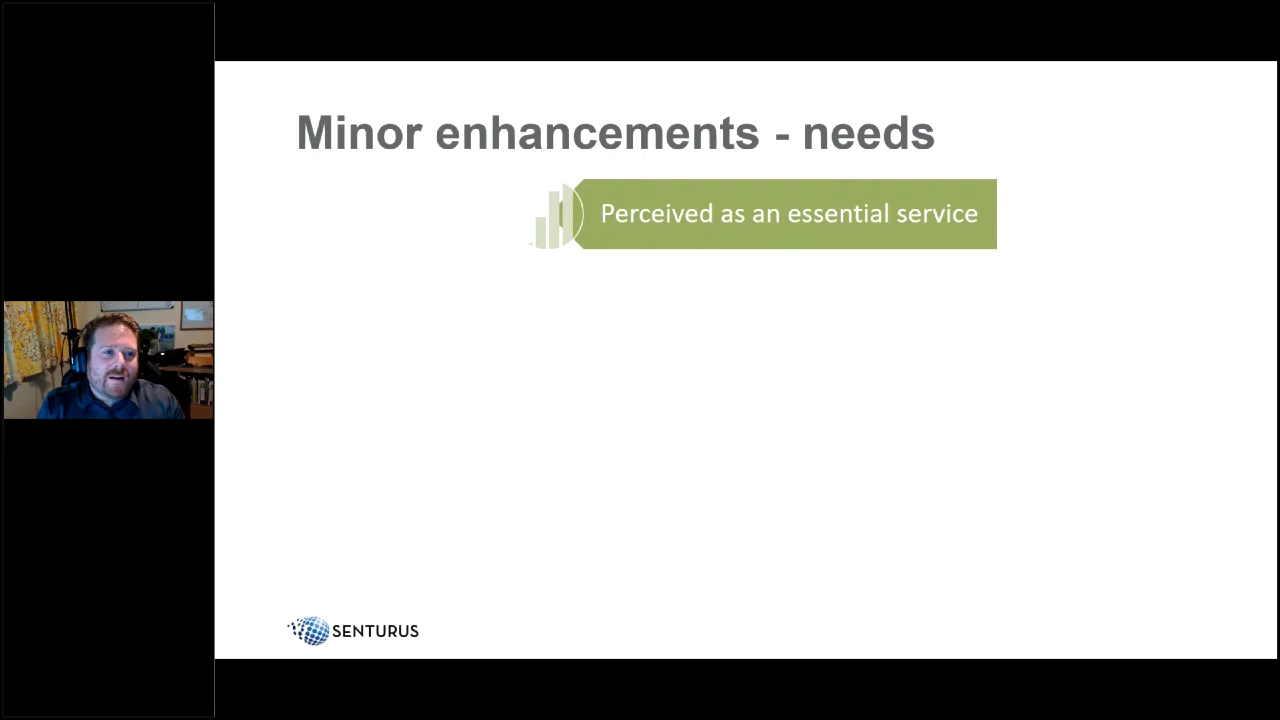 Minor enhancements - needs
Perceived as an essential service
SENTURUS